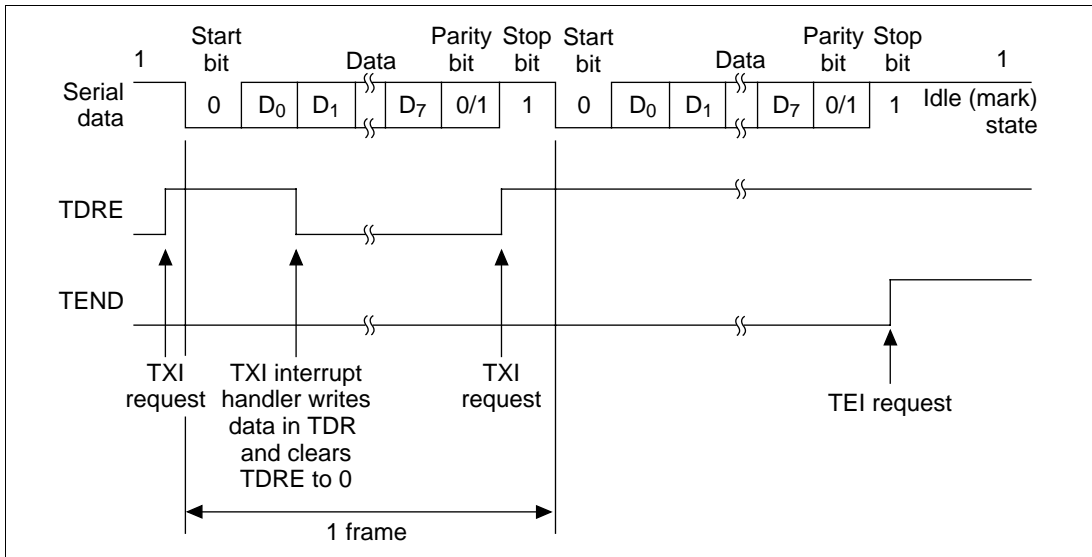 Start Parity Stop Start Parity Stop
1 bit Data bit bit bit Data bit bit 1
Serial data 0 D0 D1 D7 0/1 1 0 D0 D1 D7 0/1 1 Idle (mark) state
TDRE
TEND
TXI request
TXI interrupt handler writes data in TDR and clears TDRE to 0
TXI request
TEI request
1 frame